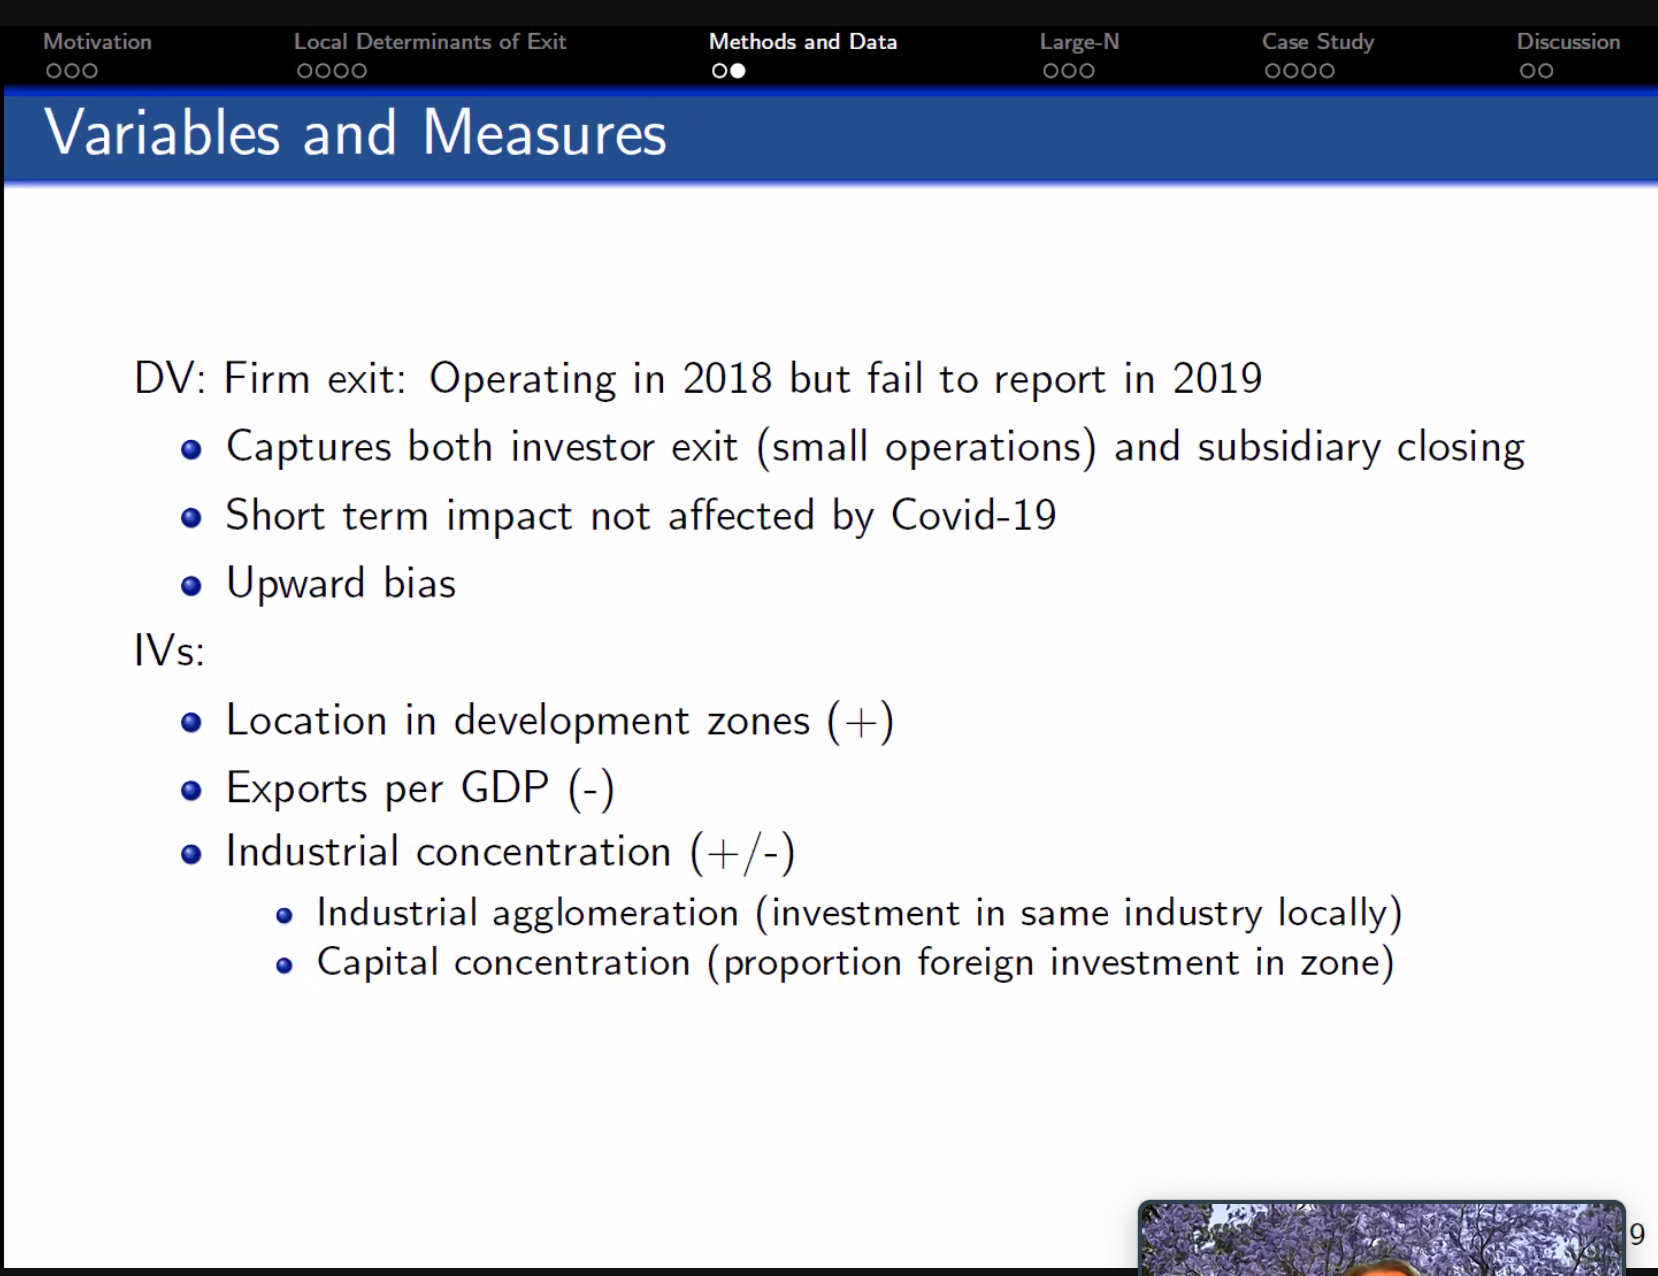 Motivation Local Determinants of Exit Methods and Data Large-N Case Study Discussion
Variables and Measures
DV: Firm exit: Operating in 2018 but fail to report in 2019
Captures both investor exit (small operations) and subsidiary closing
Short term impact not affected by Covid-19
Upward bias
IVs:
Location in development zones (+)
Exports per GDP (-)
Industrial concentration (+/-)
Industrial agglomeration (investment in same industry locally)
Capital concentration (proportion foreign investment in zone)
9